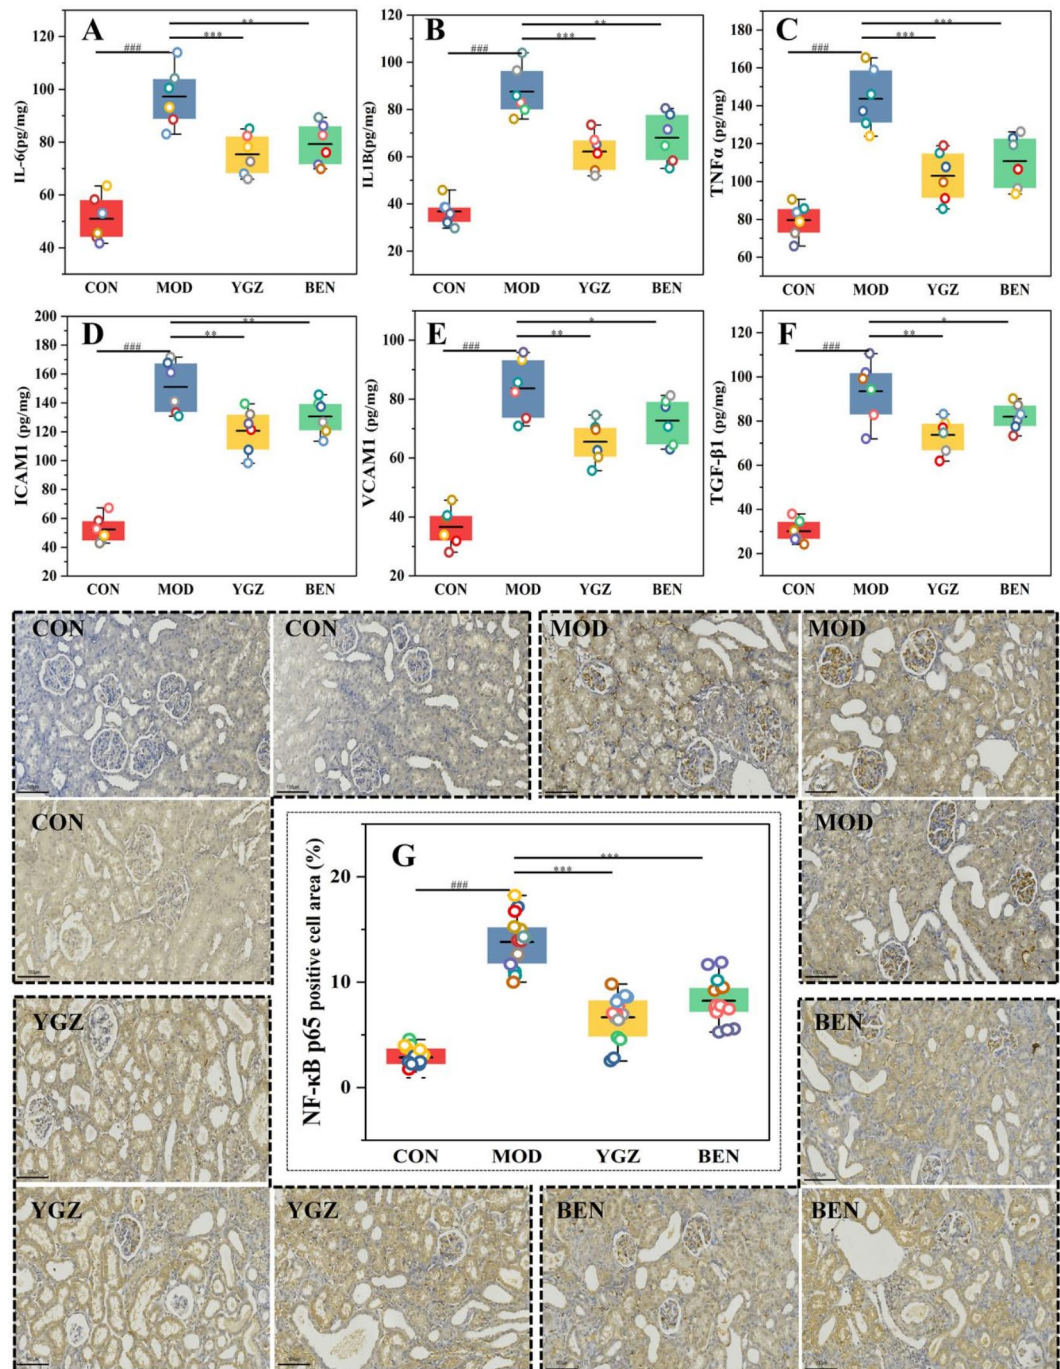 A
IL-6(pg/mg)
120
100
80
60
40
###
***
**
CON MOD YGZ BEN
B
IL1B(pg/mg)
120
100
80
60
40
20
###
***
**
CON MOD YGZ BEN
C
TNFα (pg/mg)
180
160
140
120
100
80
60
###
***
***
CON MOD YGZ BEN
D
ICAM1 (pg/mg)
200
180
160
140
120
100
80
60
40
20
###
**
**
CON MOD YGZ BEN
E
VCAM1 (pg/mg)
100
80
60
40
20
###
**
*
CON MOD YGZ BEN
F
TGF-β1 (pg/mg)
120
100
80
60
40
20
###
**
*
CON MOD YGZ BEN
CON
CON
MOD
MOD
CON
MOD
G
NF-κB p65 positive cell area (%)
20
10
0
###
***
***
CON MOD YGZ BEN
YGZ
BEN
YGZ
YGZ
BEN
BEN